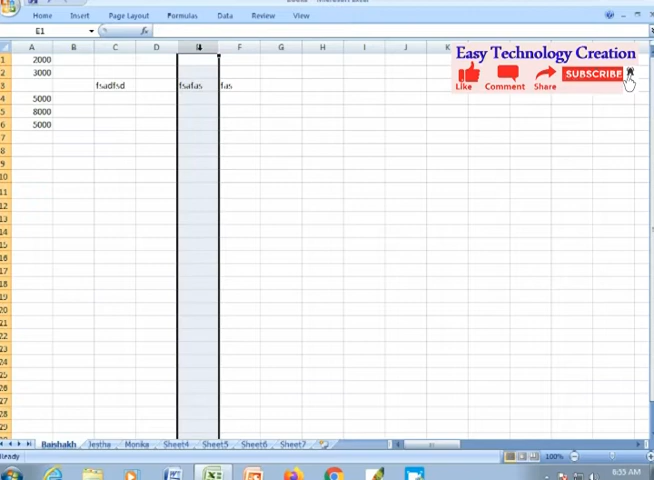 Home Insert Page Layout Formulas Data Review View
E1 fx
A B C D F G H I J K
1 2000
2 3000
3 fsadfsd fsafas fas
4 5000
5 8000
6 5000
7
8
9
10
11
12
13
14
15
16
17
18
19
20
21
22
23
24
25
26
27
28
29
Easy Technology Creation
SUBSCRIBE
Like Comment Share
Baishakh Jestha Monika Sheet4 Sheet5 Sheet6 Sheet7
Ready 100%
8:35 AM